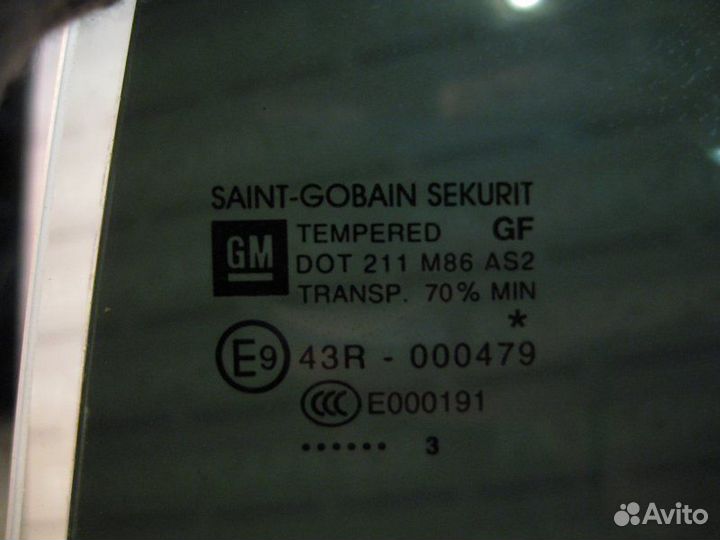 SAINT-GOBAIN SEKURIT
GM TEMPERED GF
DOT 211 M86 AS2
TRANSP. 70% MIN
*
E9 43R - 000479
CCC E000191
...... 3
Avito